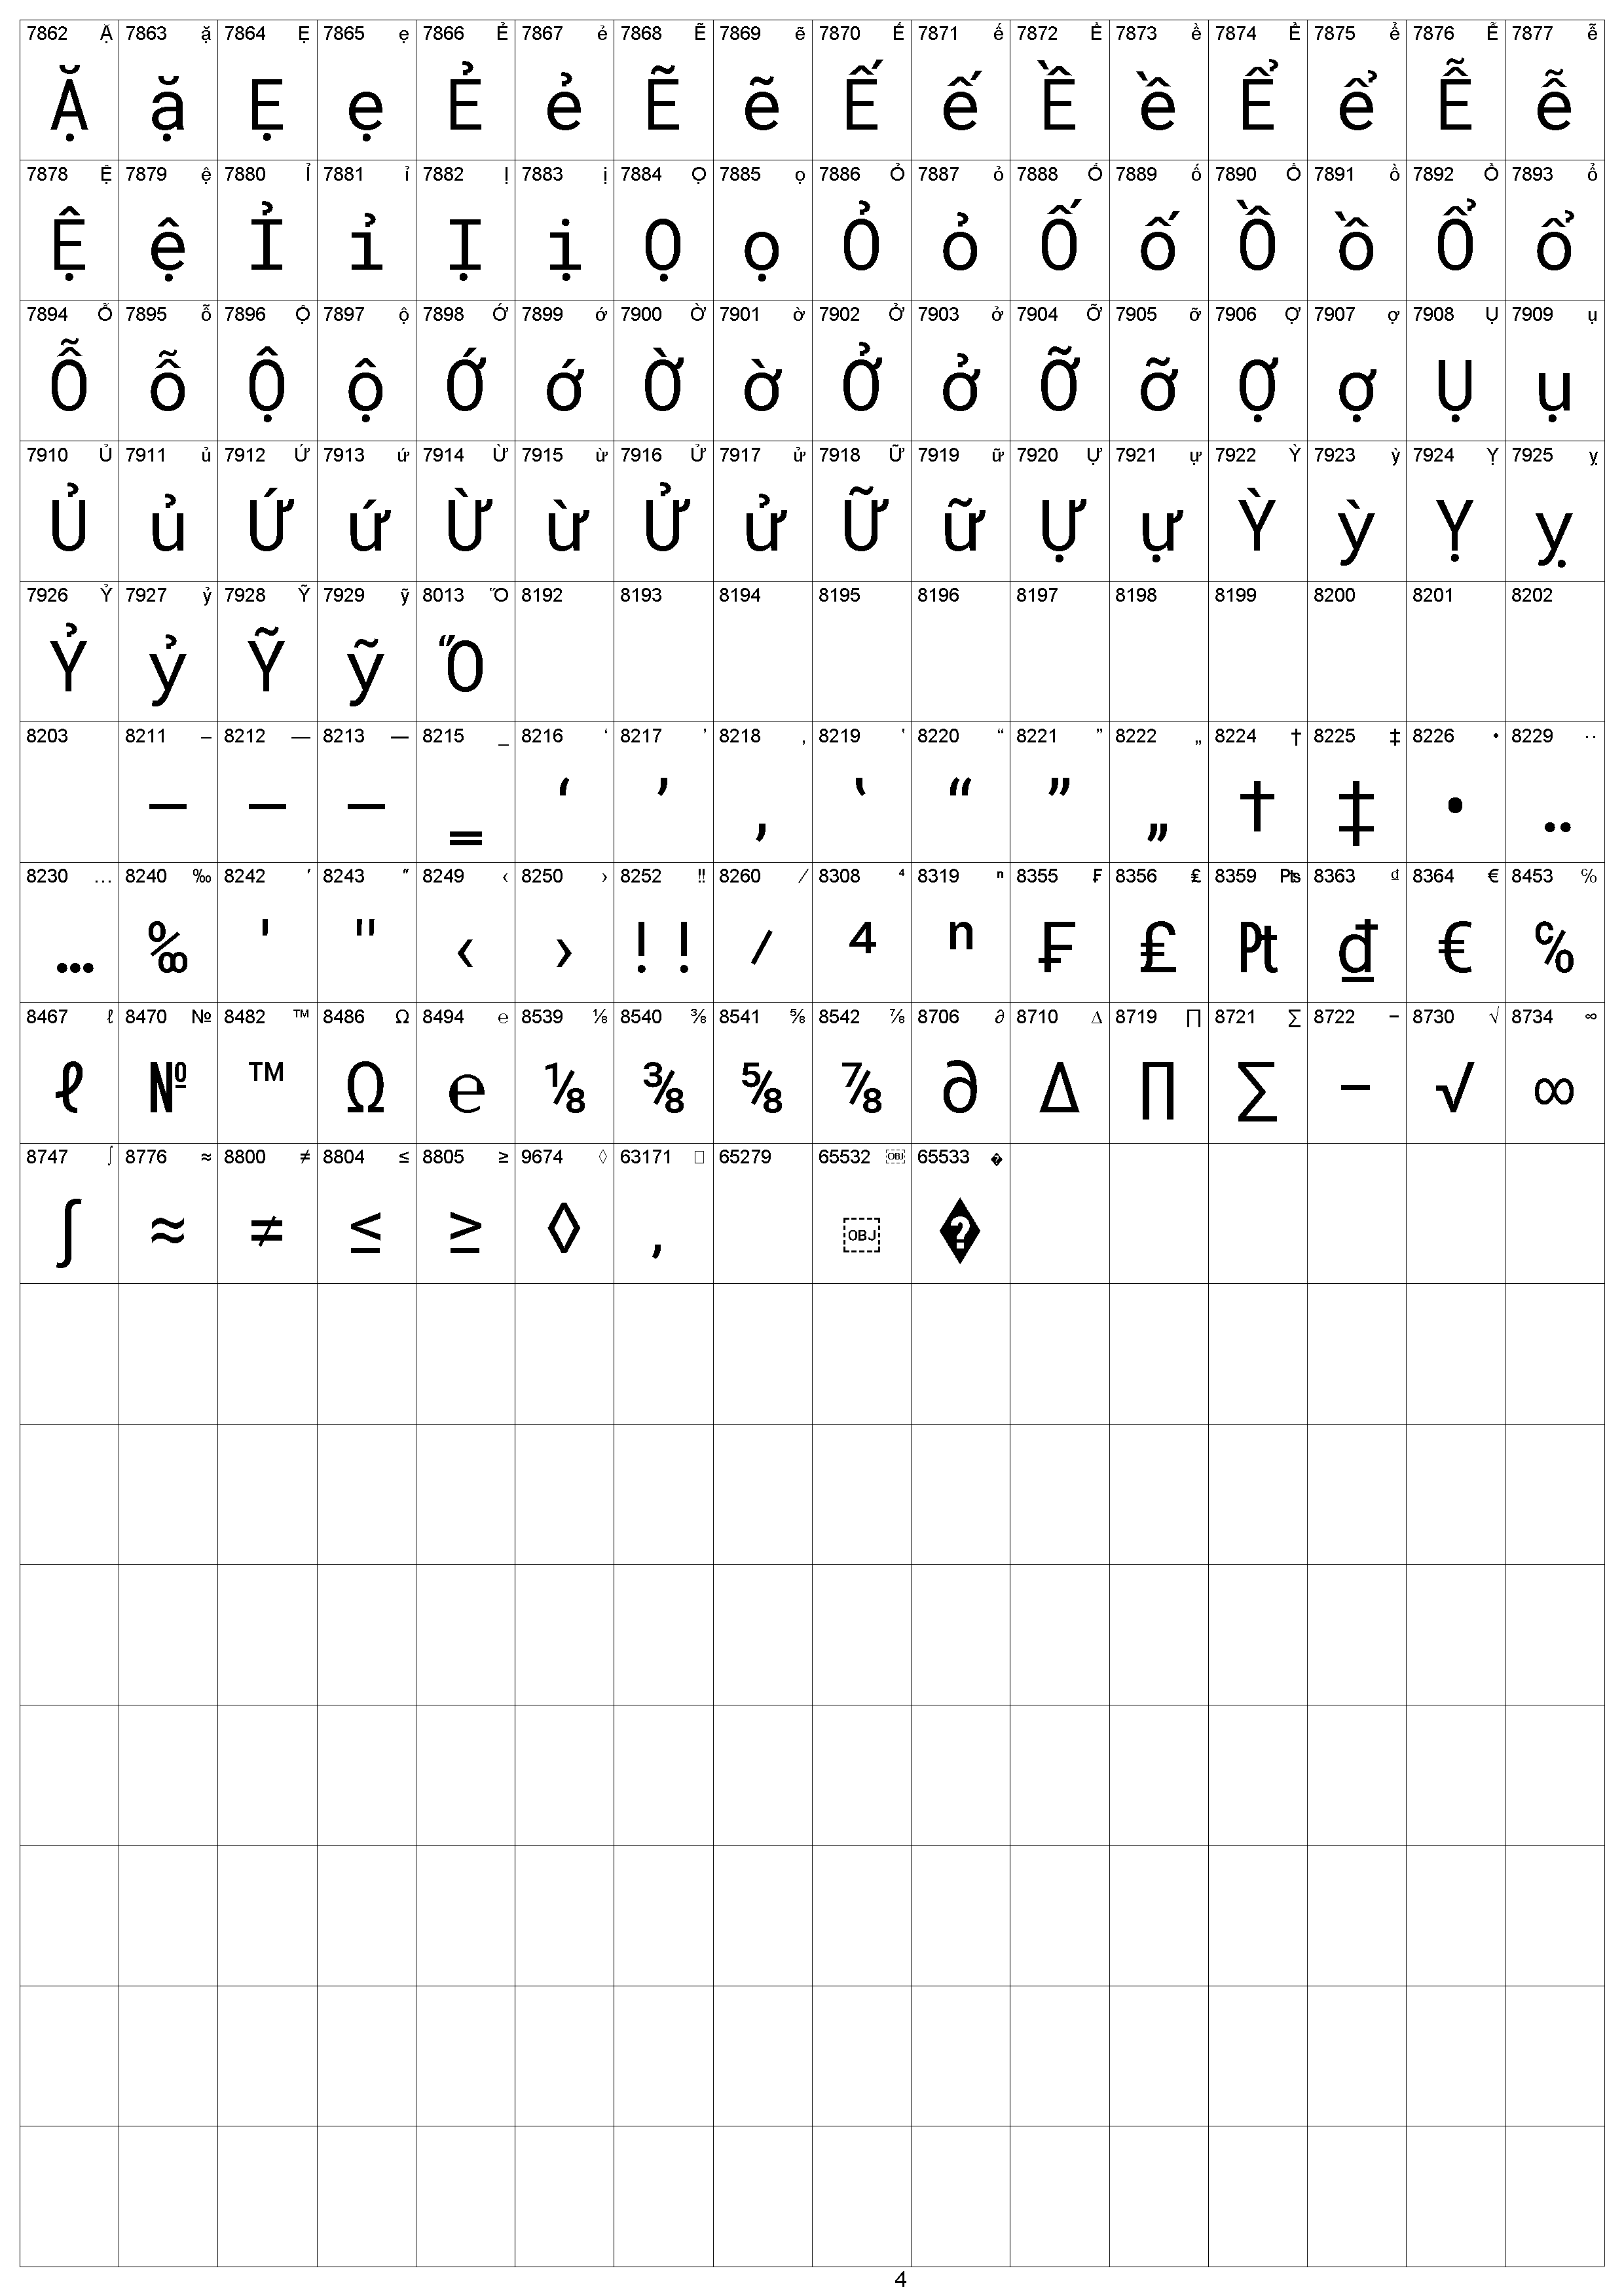 7862 Ặ 7863 ặ 7864 Ẹ 7865 ẹ 7866 Ẻ 7867 ẻ 7868 Ẽ 7869 ẽ 7870 Ế 7871 ế 7872 Ề 7873 ề 7874 Ể 7875 ể 7876 Ễ 7877 ễ
Ặ ặ Ẹ ẹ Ẻ ẻ Ẽ ẽ Ế ế Ề ề Ể ể Ễ ễ
7878 Ệ 7879 ệ 7880 Ỉ 7881 ỉ 7882 Ị 7883 ị 7884 Ọ 7885 ọ 7886 Ỏ 7887 ỏ 7888 Ố 7889 ố 7890 Ồ 7891 ồ 7892 Ổ 7893 ổ
Ệ ệ Ỉ ỉ Ị ị Ọ ọ Ỏ ỏ Ố ố Ồ ồ Ổ ổ
7894 Ỗ 7895 ỗ 7896 Ộ 7897 ộ 7898 Ớ 7899 ớ 7900 Ờ 7901 ờ 7902 Ở 7903 ở 7904 Ỡ 7905 ỡ 7906 Ợ 7907 ợ 7908 Ụ 7909 ụ
Ỗ ỗ Ộ ộ Ớ ớ Ờ ờ Ở ở Ỡ ỡ Ợ ợ Ụ ụ
7910 Ủ 7911 ủ 7912 Ứ 7913 ứ 7914 Ừ 7915 ừ 7916 Ử 7917 ử 7918 Ữ 7919 ữ 7920 Ự 7921 ự 7922 Ỳ 7923 ỳ 7924 Ỵ 7925 ỵ
Ủ ủ Ứ ứ Ừ ừ Ử ử Ữ ữ Ự ự Ỳ ỳ Ỵ ỵ
7926 Ỷ 7927 ỷ 7928 Ỹ 7929 ỹ 8013 Ὅ 8192 8193 8194 8195 8196 8197 8198 8199 8200 8201 8202
Ỷ ỷ Ỹ ỹ Ὅ
8203 8211 – 8212 — 8213 ― 8215 ‗ 8216 ‘ 8217 ’ 8218 ‚ 8219 ‛ 8220 “ 8221 ” 8222 „ 8224 † 8225 ‡ 8226 • 8229 ‥
– — ― ‗ ‘ ’ ‚ ‛ “ ” „ † ‡ • ‥
8230 … 8240 ‰ 8242 ′ 8243 ″ 8249 ‹ 8250 › 8252 ‼ 8260 ⁄ 8308 ⁴ 8319 ⁿ 8355 ₣ 8356 ₤ 8359 ₧ 8363 ₫ 8364 € 8453 ℅
… ‰ ′ ″ ‹ › ‼ ⁄ ⁴ ⁿ ₣ ₤ ₧ ₫ € ℅
8467 ℓ 8470 № 8482 ™ 8486 Ω 8494 ℮ 8539 ⅛ 8540 ⅜ 8541 ⅝ 8542 ⅞ 8706 ∂ 8710 ∆ 8719 ∏ 8721 ∑ 8722 − 8730 √ 8734 ∞
ℓ № ™ Ω ℮ ⅛ ⅜ ⅝ ⅞ ∂ ∆ ∏ ∑ − √ ∞
8747 ∫ 8776 ≈ 8800 ≠ 8804 ≤ 8805 ≥ 9674 ◊ 63171  65279 65532 ￼ 65533 �
∫ ≈ ≠ ≤ ≥ ◊ , ￼ �
4